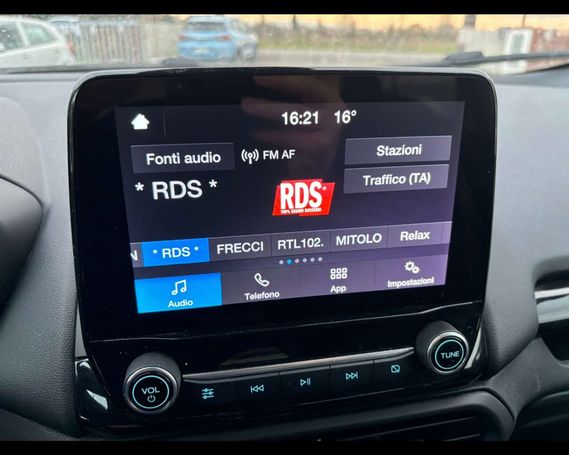 16:21 16°
Fonti audio
FM AF
Stazioni
* RDS *
Traffico (TA)
RDS
100% GRANDI SUCCESSI
N * RDS * FRECCI RTL102. MITOLO Relax
Audio
Telefono
App
Impostazioni
VOL
TUNE